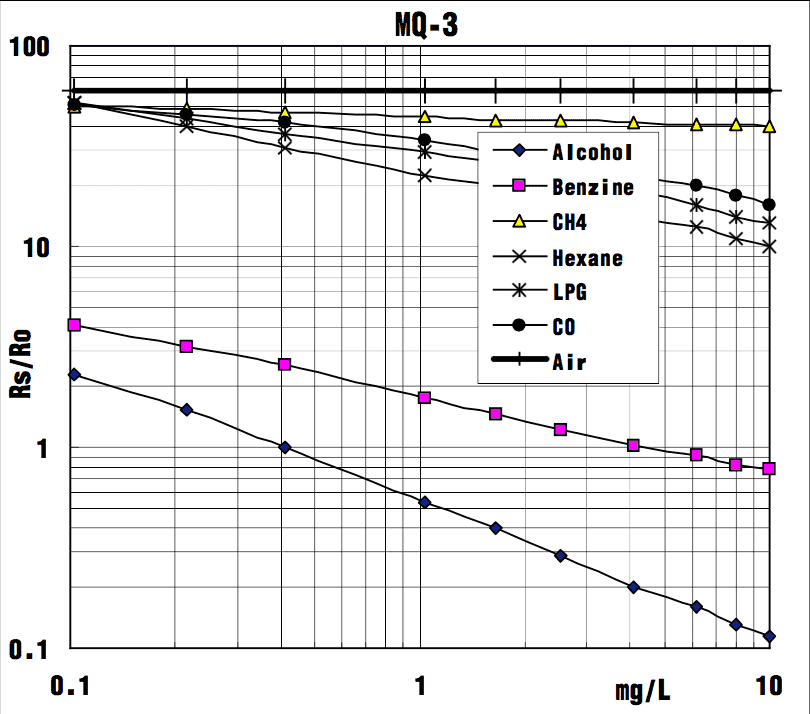 MQ-3
100
10
1
0.1
Rs/Ro
Alcohol
Benzine
CH4
Hexane
LPG
CO
Air
0.1
1
mg/L
10